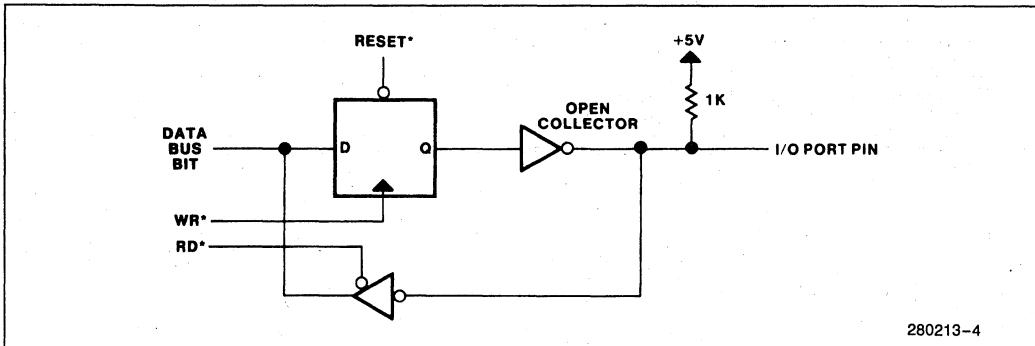 RESET*
+5V
1K
OPEN
COLLECTOR
DATA
BUS
BIT
D
Q
I/O PORT PIN
WR*
RD*
280213-4